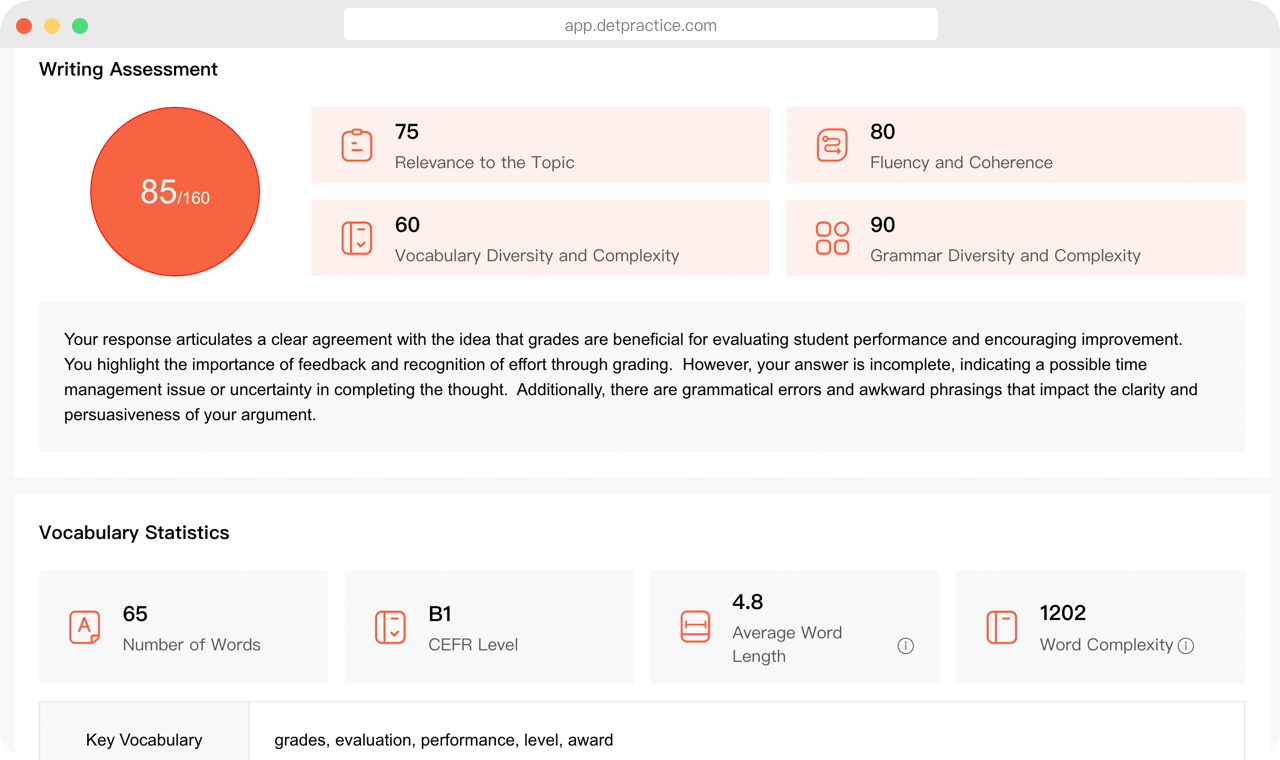 app.detpractice.com
Writing Assessment
85/160
75
Relevance to the Topic
80
Fluency and Coherence
60
Vocabulary Diversity and Complexity
90
Grammar Diversity and Complexity
Your response articulates a clear agreement with the idea that grades are beneficial for evaluating student performance and encouraging improvement.
You highlight the importance of feedback and recognition of effort through grading.  However, your answer is incomplete, indicating a possible time
management issue or uncertainty in completing the thought.  Additionally, there are grammatical errors and awkward phrasings that impact the clarity and
persuasiveness of your argument.
Vocabulary Statistics
A
65
Number of Words
B1
CEFR Level
4.8
Average Word
Length
1202
Word Complexity
Key Vocabulary
grades, evaluation, performance, level, award